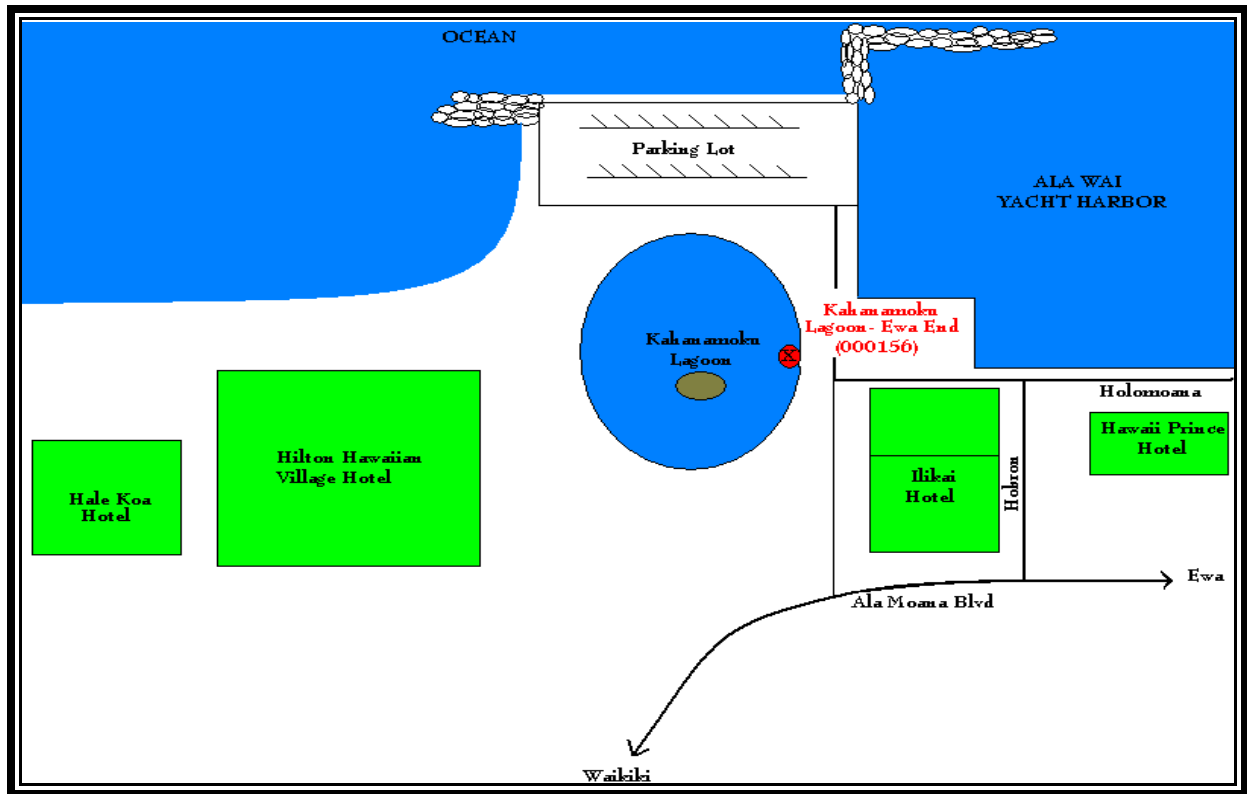 OCEAN
Parking Lot
ALA WAI
YACHT HARBOR
Kahanamoku
Lagoon- Ewa End
(000156)
Kahanamoku
Lagoon
X
Holomoana
Hawaii Prince
Hotel
Hilton Hawaiian
Village Hotel
Ilikai
Hotel
Hobron
Hale Koa
Hotel
Ewa
Ala Moana Blvd
Waikiki